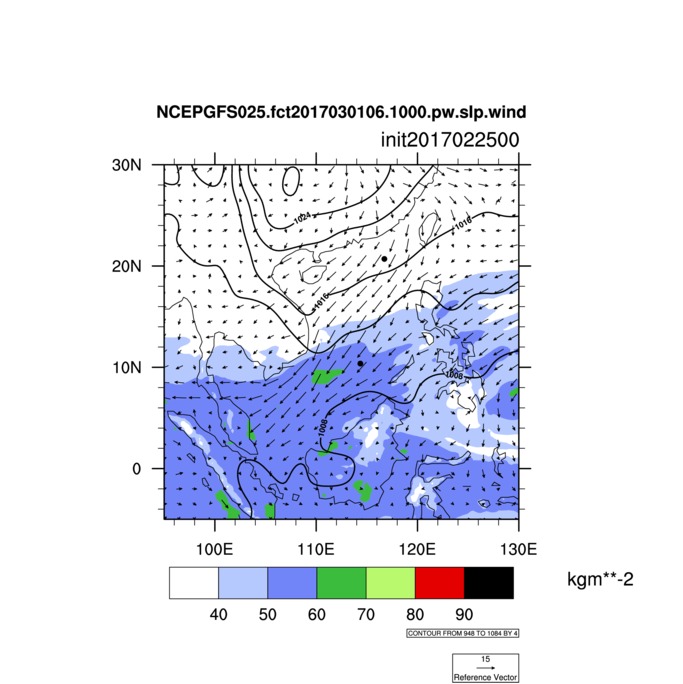 NCEPGFS025.fct2017030106.1000.pw.slp.wind
init2017022500
30N
20N
10N
0
1024
1016
1016
1008
1008
100E 110E 120E 130E
40 50 60 70 80 90
kgm**-2
CONTOUR FROM 948 TO 1084 BY 4
15
Reference Vector